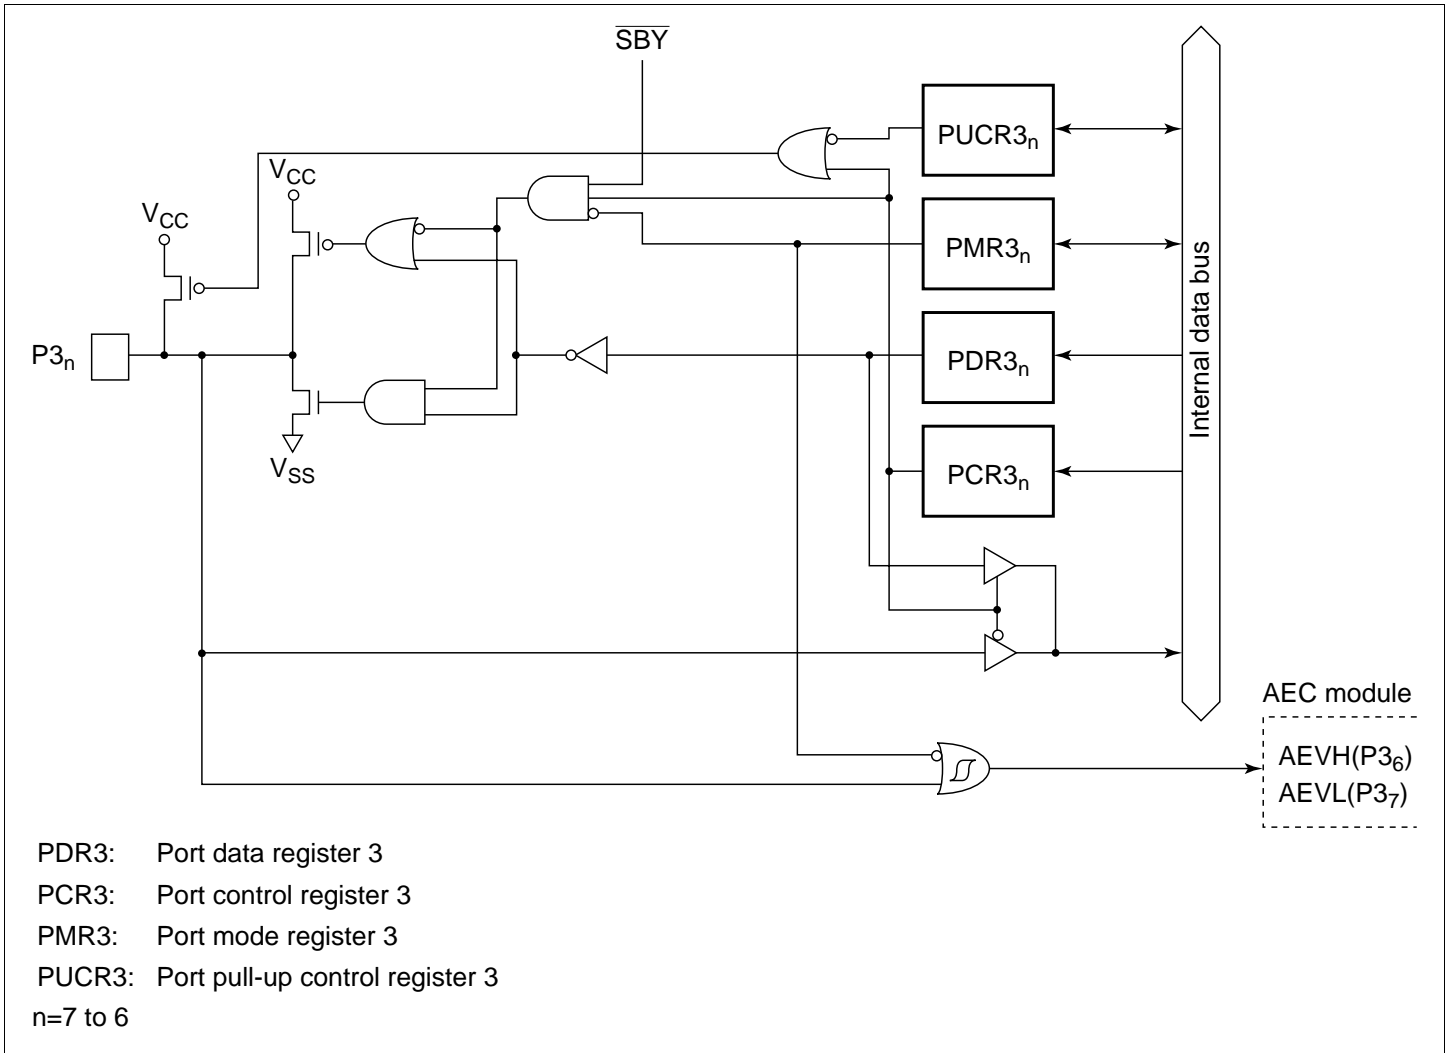 SBY
PUCR3n
VCC
VCC
PMR3n
Internal data bus
PDR3n
P3n
PCR3n
VSS
AEC module
AEVH(P36)
AEVL(P37)
PDR3: Port data register 3
PCR3: Port control register 3
PMR3: Port mode register 3
PUCR3: Port pull-up control register 3
n=7 to 6